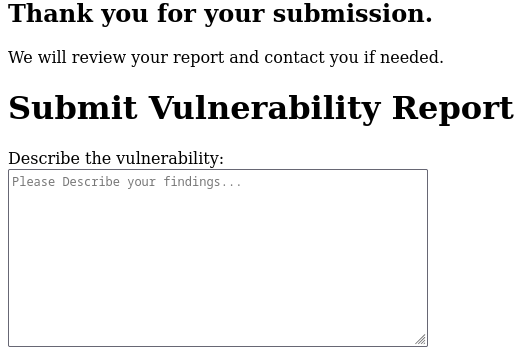 Thank you for your submission.
We will review your report and contact you if needed.
Submit Vulnerability Report
Describe the vulnerability:
Please Describe your findings...